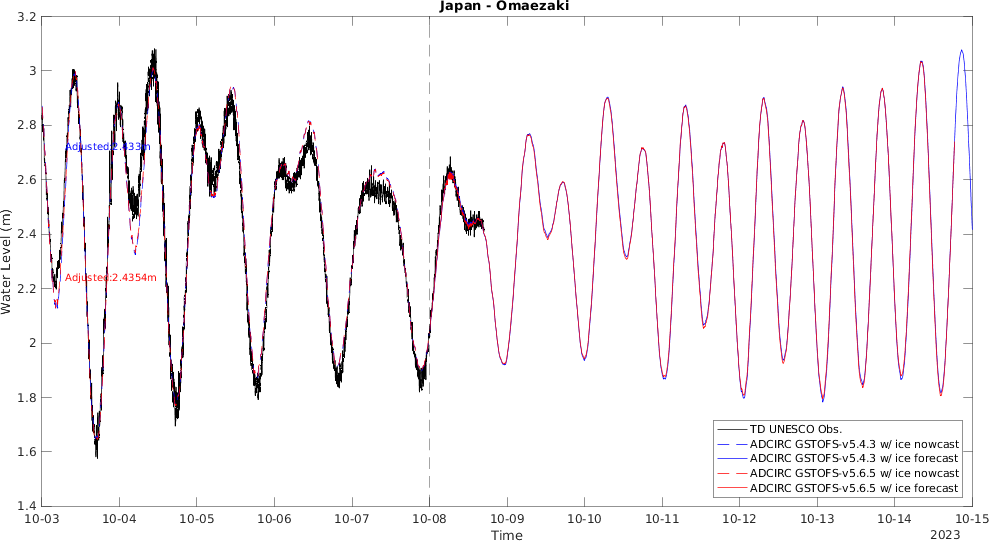 Japan - Omaezaki
3.2
3
2.8
2.6
2.4
2.2
2
1.8
1.6
1.4
Water Level (m)
Adjusted:2.433m
Adjusted:2.4354m
TD UNESCO Obs.
ADCIRC GSTOFS-v5.4.3 w/ ice nowcast
ADCIRC GSTOFS-v5.4.3 w/ ice forecast
ADCIRC GSTOFS-v5.6.5 w/ ice nowcast
ADCIRC GSTOFS-v5.6.5 w/ ice forecast
10-03 10-04 10-05 10-06 10-07 10-08 10-09 10-10 10-11 10-12 10-13 10-14 10-15
Time
2023